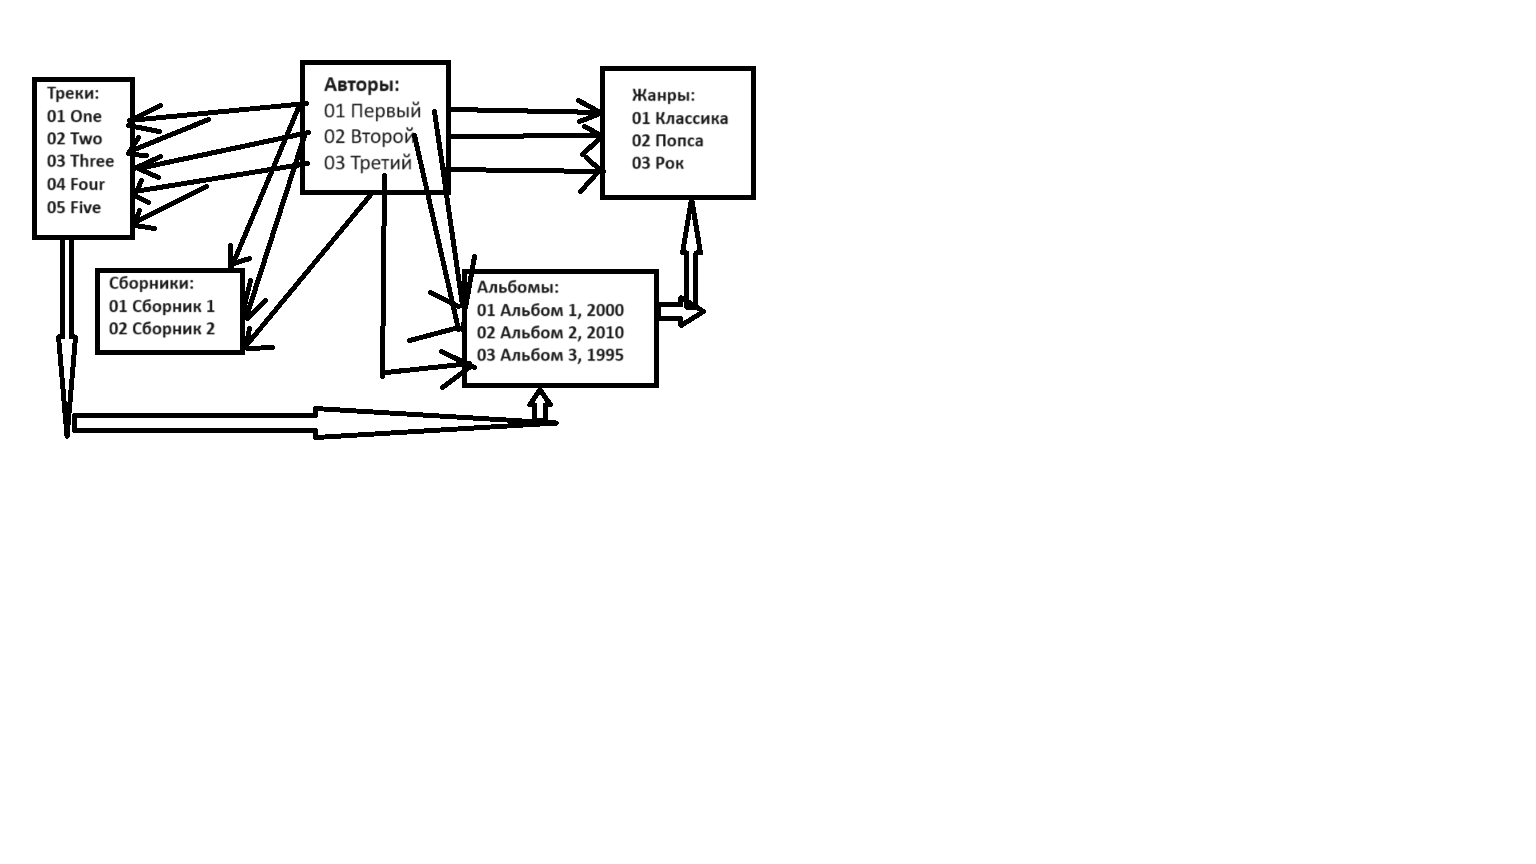 Треки:
01 One
02 Two
03 Three
04 Four
05 Five
Авторы:
01 Первый
02 Второй
03 Третий
Жанры:
01 Классика
02 Попса
03 Рок
Сборники:
01 Сборник 1
02 Сборник 2
Альбомы:
01 Альбом 1, 2000
02 Альбом 2, 2010
03 Альбом 3, 1995